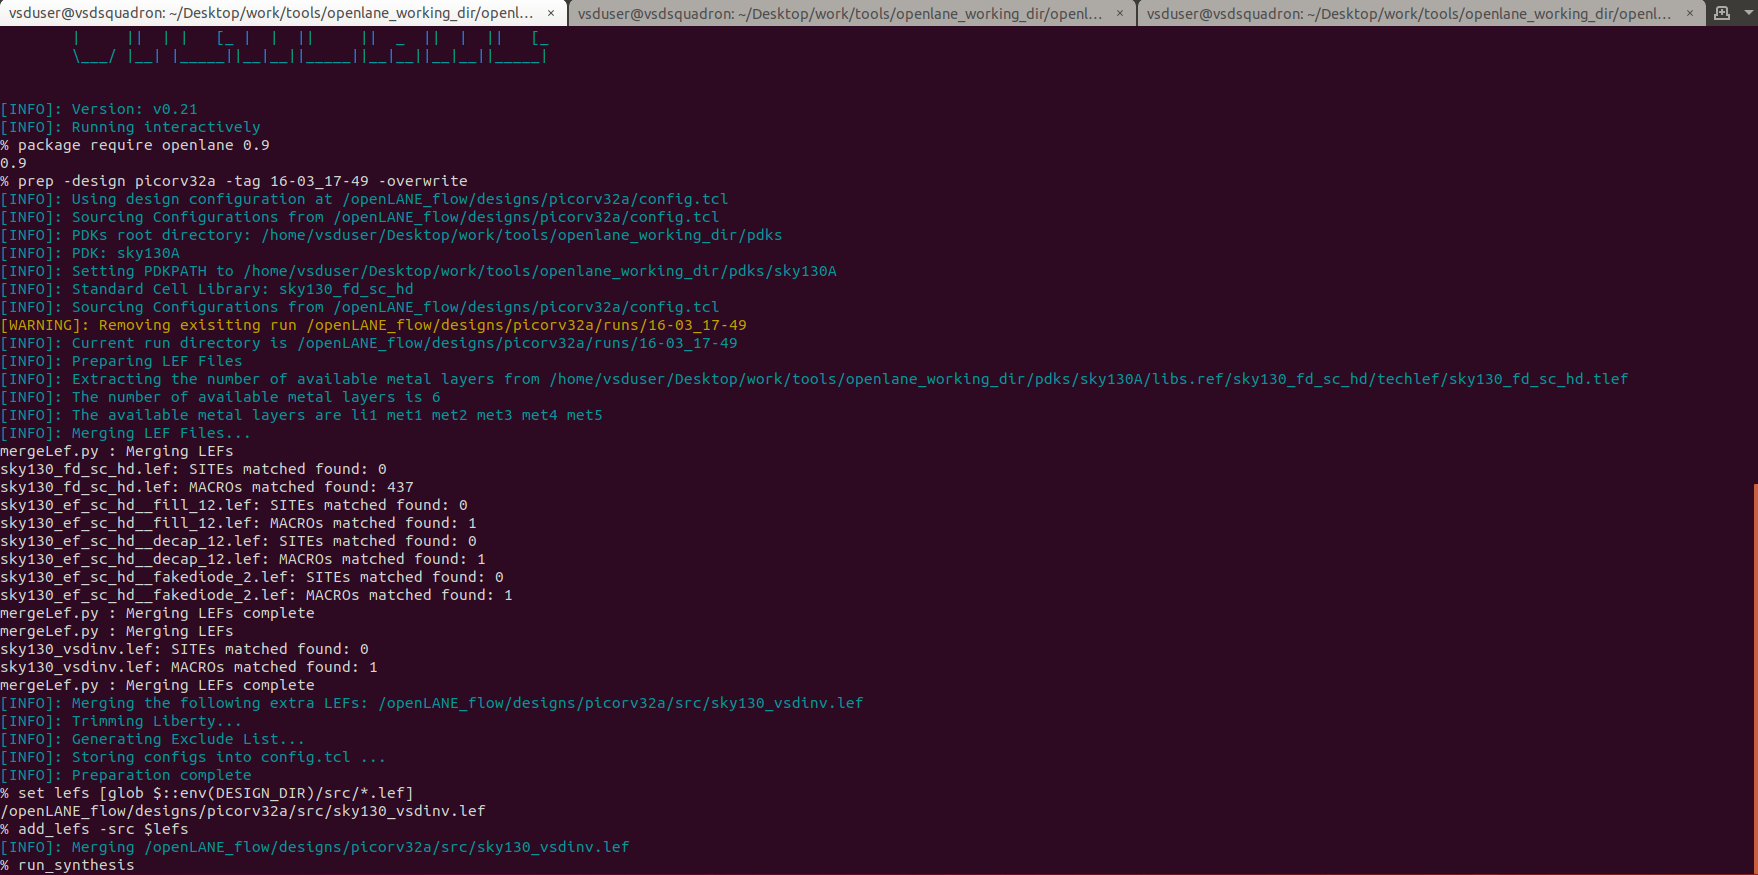 vsduser@vsdsquadron: ~/Desktop/work/tools/openlane_working_dir/openl... × vsduser@vsdsquadron: ~/Desktop/work/tools/openlane_working_dir/openl... × vsduser@vsdsquadron: ~/Desktop/work/tools/openlane_working_dir/openl... ×
|     ||  | |   [_ |  |  ||     ||  _  ||  |  ||   [_
\___/ |__| |_____||__|__||_____||__|__||__|__||_____|
[INFO]: Version: v0.21
[INFO]: Running interactively
% package require openlane 0.9
0.9
% prep -design picorv32a -tag 16-03_17-49 -overwrite
[INFO]: Using design configuration at /openLANE_flow/designs/picorv32a/config.tcl
[INFO]: Sourcing Configurations from /openLANE_flow/designs/picorv32a/config.tcl
[INFO]: PDKs root directory: /home/vsduser/Desktop/work/tools/openlane_working_dir/pdks
[INFO]: PDK: sky130A
[INFO]: Setting PDKPATH to /home/vsduser/Desktop/work/tools/openlane_working_dir/pdks/sky130A
[INFO]: Standard Cell Library: sky130_fd_sc_hd
[INFO]: Sourcing Configurations from /openLANE_flow/designs/picorv32a/config.tcl
[WARNING]: Removing exisiting run /openLANE_flow/designs/picorv32a/runs/16-03_17-49
[INFO]: Current run directory is /openLANE_flow/designs/picorv32a/runs/16-03_17-49
[INFO]: Preparing LEF Files
[INFO]: Extracting the number of available metal layers from /home/vsduser/Desktop/work/tools/openlane_working_dir/pdks/sky130A/libs.ref/sky130_fd_sc_hd/techlef/sky130_fd_sc_hd.tlef
[INFO]: The number of available metal layers is 6
[INFO]: The available metal layers are li1 met1 met2 met3 met4 met5
[INFO]: Merging LEF Files...
mergeLef.py : Merging LEFs
sky130_fd_sc_hd.lef: SITEs matched found: 0
sky130_fd_sc_hd.lef: MACROs matched found: 437
sky130_ef_sc_hd__fill_12.lef: SITEs matched found: 0
sky130_ef_sc_hd__fill_12.lef: MACROs matched found: 1
sky130_ef_sc_hd__decap_12.lef: SITEs matched found: 0
sky130_ef_sc_hd__decap_12.lef: MACROs matched found: 1
sky130_ef_sc_hd__fakediode_2.lef: SITEs matched found: 0
sky130_ef_sc_hd__fakediode_2.lef: MACROs matched found: 1
mergeLef.py : Merging LEFs complete
mergeLef.py : Merging LEFs
sky130_vsdinv.lef: SITEs matched found: 0
sky130_vsdinv.lef: MACROs matched found: 1
mergeLef.py : Merging LEFs complete
[INFO]: Merging the following extra LEFs: /openLANE_flow/designs/picorv32a/src/sky130_vsdinv.lef
[INFO]: Trimming Liberty...
[INFO]: Generating Exclude List...
[INFO]: Storing configs into config.tcl ...
[INFO]: Preparation complete
% set lefs [glob $::env(DESIGN_DIR)/src/*.lef]
/openLANE_flow/designs/picorv32a/src/sky130_vsdinv.lef
% add_lefs -src $lefs
[INFO]: Merging /openLANE_flow/designs/picorv32a/src/sky130_vsdinv.lef
% run_synthesis